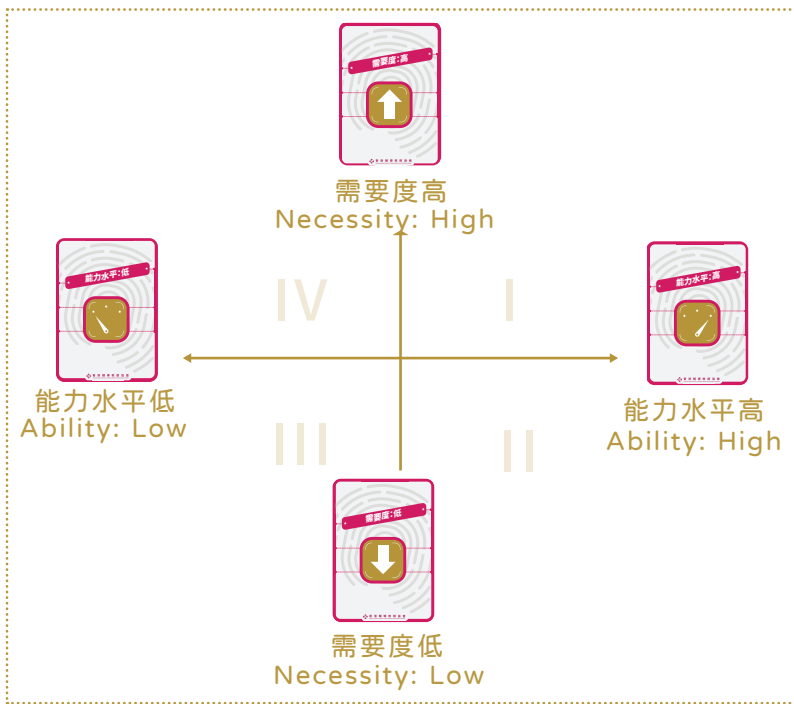 需要度:高
需要度高
Necessity: High
能力水平:低
能力水平低
Ability: Low
IV
I
能力水平:高
能力水平高
Ability: High
III
II
需要度:低
需要度低
Necessity: Low